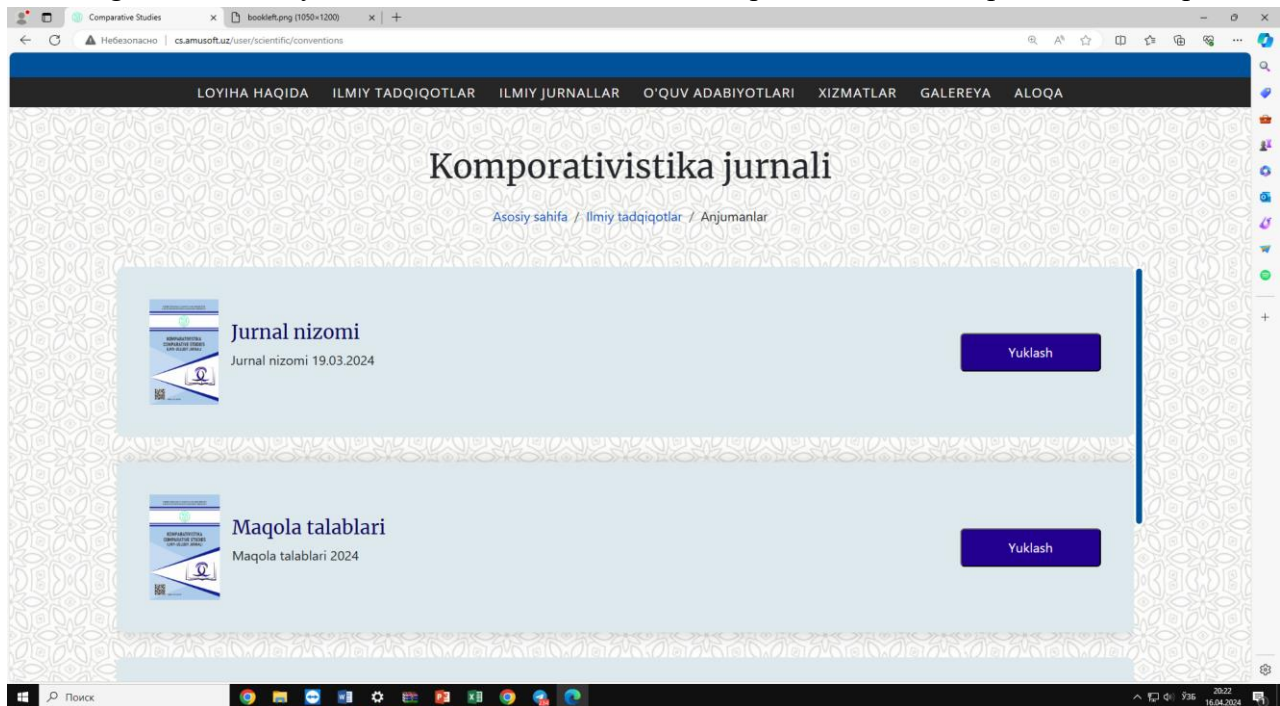 Comparative Studies
bookleft.png (1050×1200)
Небезопасно
cs.amusoft.uz/user/scientific/conventions
LOYIHA HAQIDA ILMIY TADQIQOTLAR ILMIY JURNALLAR O'QUV ADABIYOTLARI XIZMATLAR GALEREYA ALOQA
Komporativistika jurnali
Asosiy sahifa / Ilmiy tadqiqotlar / Anjumanlar
Jurnal nizomi
Jurnal nizomi 19.03.2024
Yuklash
Maqola talablari
Maqola talablari 2024
Yuklash
Поиск
ЎЗБ
20:22
16.04.2024